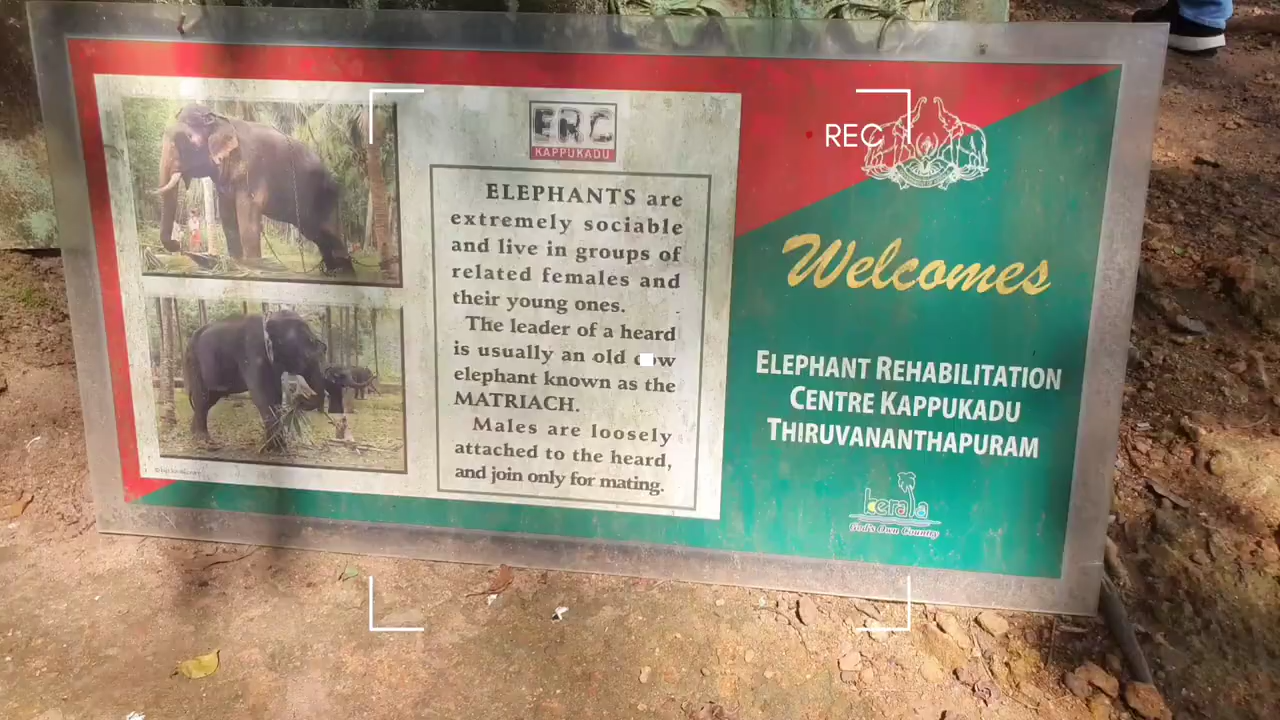 ERC
KAPPUKADU
ELEPHANTS are
extremely sociable
and live in groups of
related females and
their young ones.
The leader of a heard
is usually an old cow
elephant known as the
MATRIACH.
Males are loosely
attached to the heard,
and join only for mating.
REC
Welcomes
ELEPHANT REHABILITATION
CENTRE KAPPUKADU
THIRUVANANTHAPURAM
kerala
God's Own Country